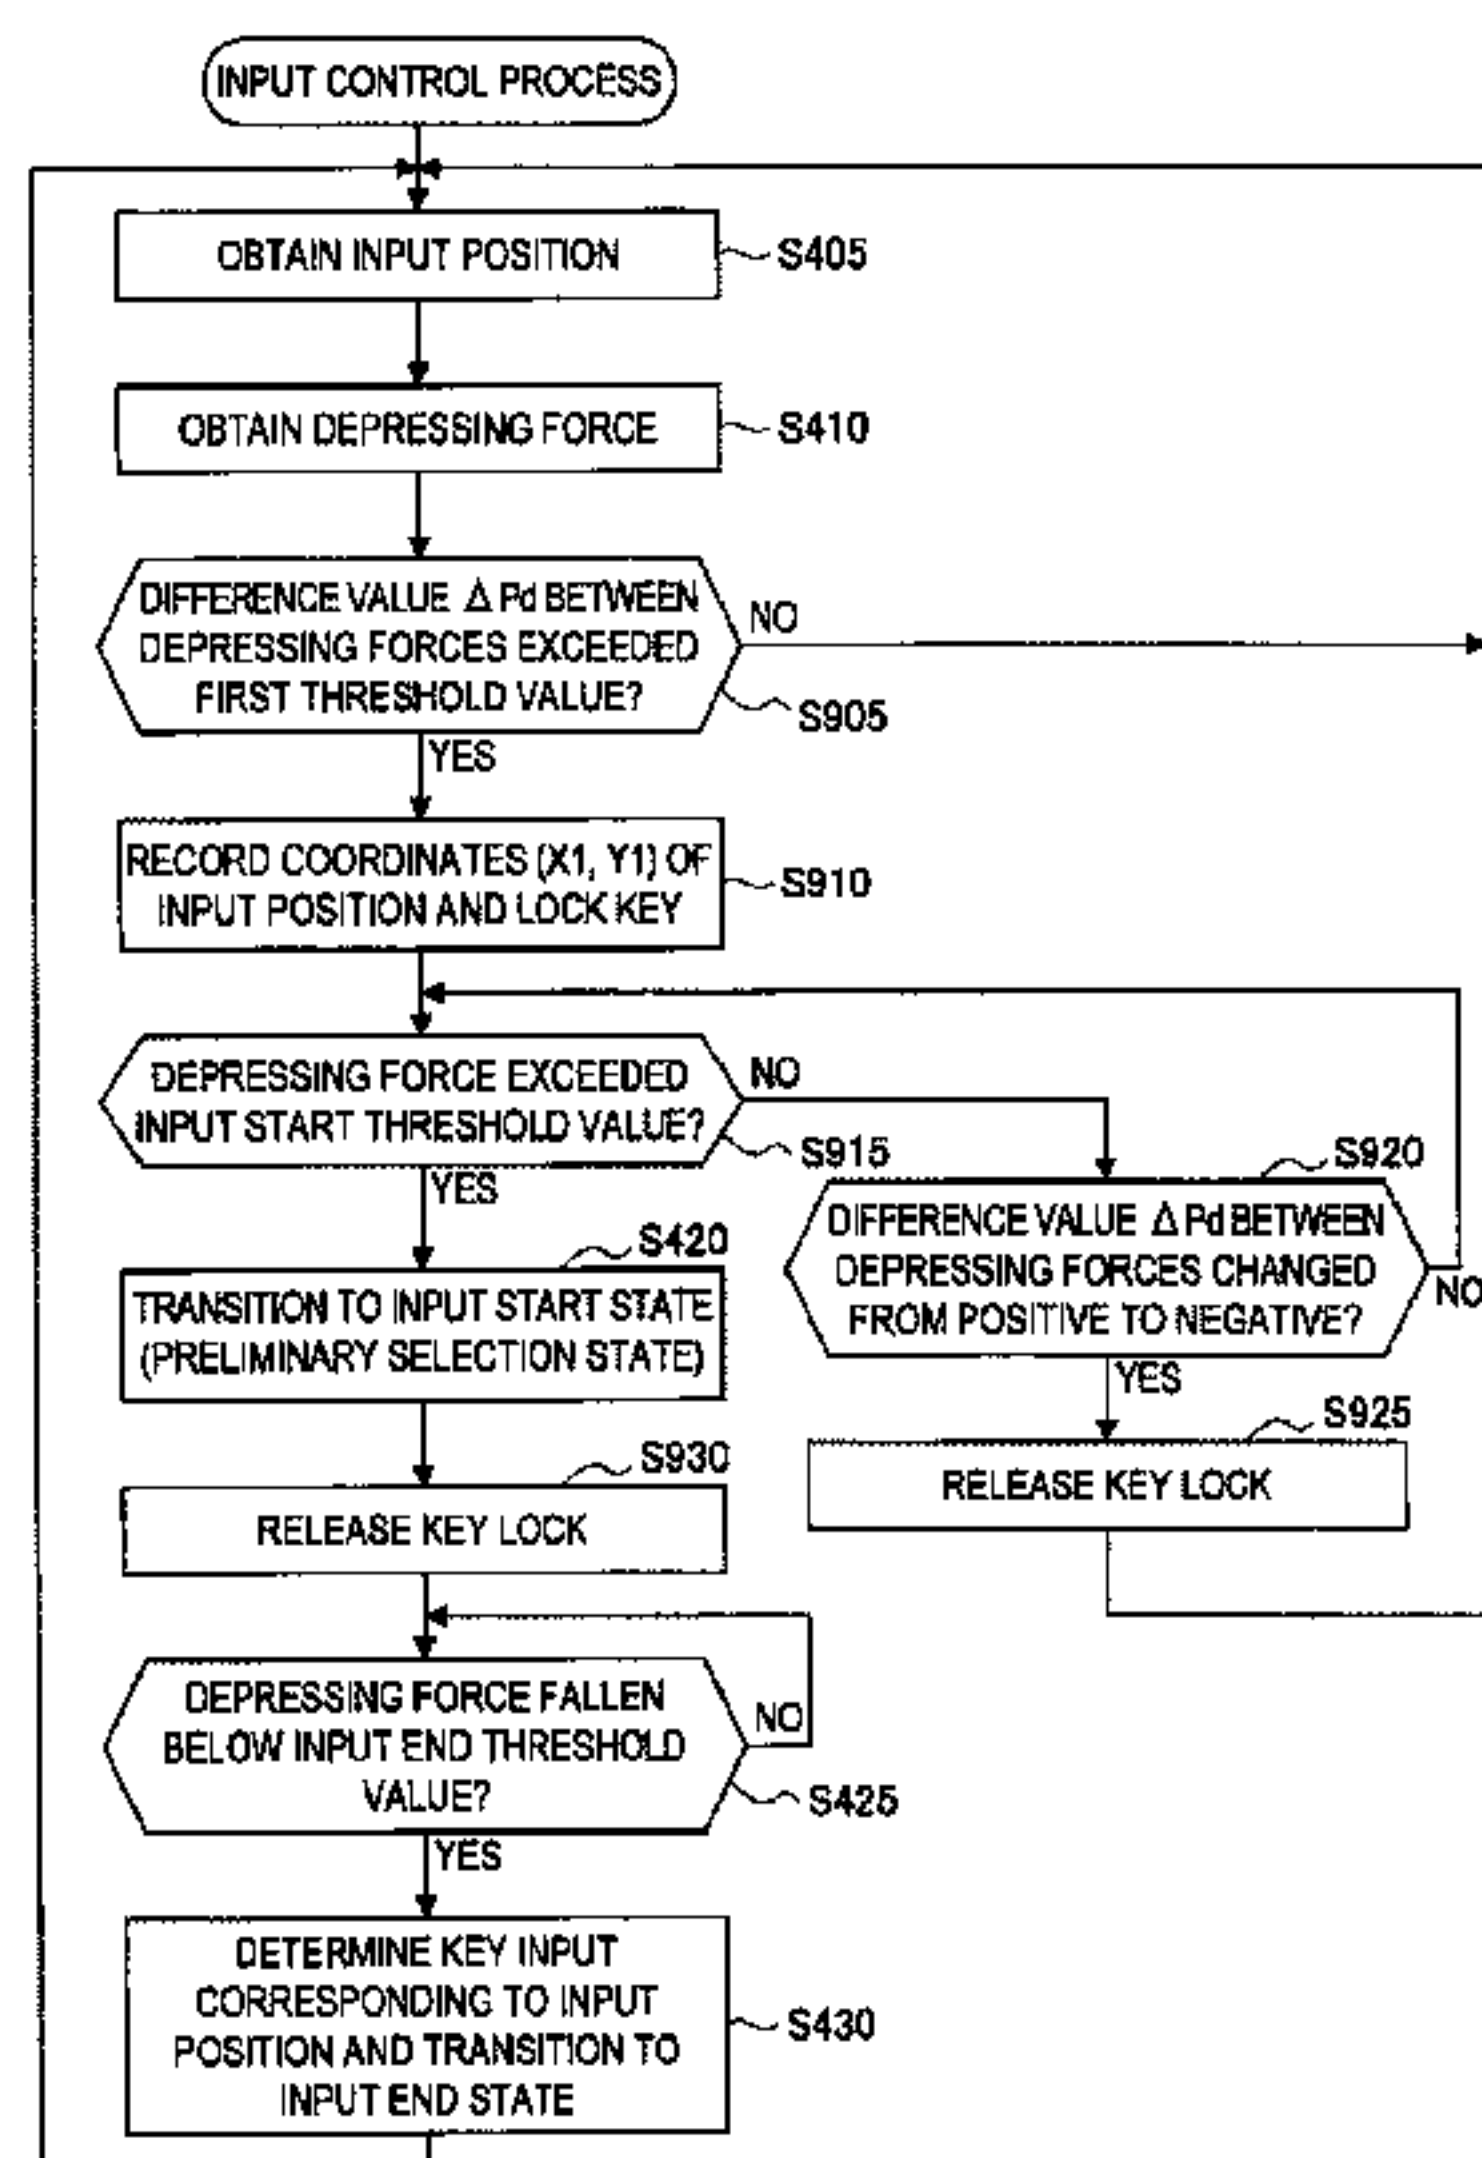 INPUT CONTROL PROCESS
OBTAIN INPUT POSITION
S405
OBTAIN DEPRESSING FORCE
S410
DIFFERENCE VALUE Δ Pd BETWEEN
DEPRESSING FORCES EXCEEDED
FIRST THRESHOLD VALUE?
NO
S905
YES
RECORD COORDINATES (X1, Y1) OF
INPUT POSITION AND LOCK KEY
S910
DEPRESSING FORCE EXCEEDED
INPUT START THRESHOLD VALUE?
NO
S915
YES
S920
DIFFERENCE VALUE Δ Pd BETWEEN
DEPRESSING FORCES CHANGED
FROM POSITIVE TO NEGATIVE?
NO
YES
S420
TRANSITION TO INPUT START STATE
(PRELIMINARY SELECTION STATE)
S925
RELEASE KEY LOCK
S930
RELEASE KEY LOCK
DEPRESSING FORCE FALLEN
BELOW INPUT END THRESHOLD
VALUE?
NO
S425
YES
DETERMINE KEY INPUT
CORRESPONDING TO INPUT
POSITION AND TRANSITION TO
INPUT END STATE
S430